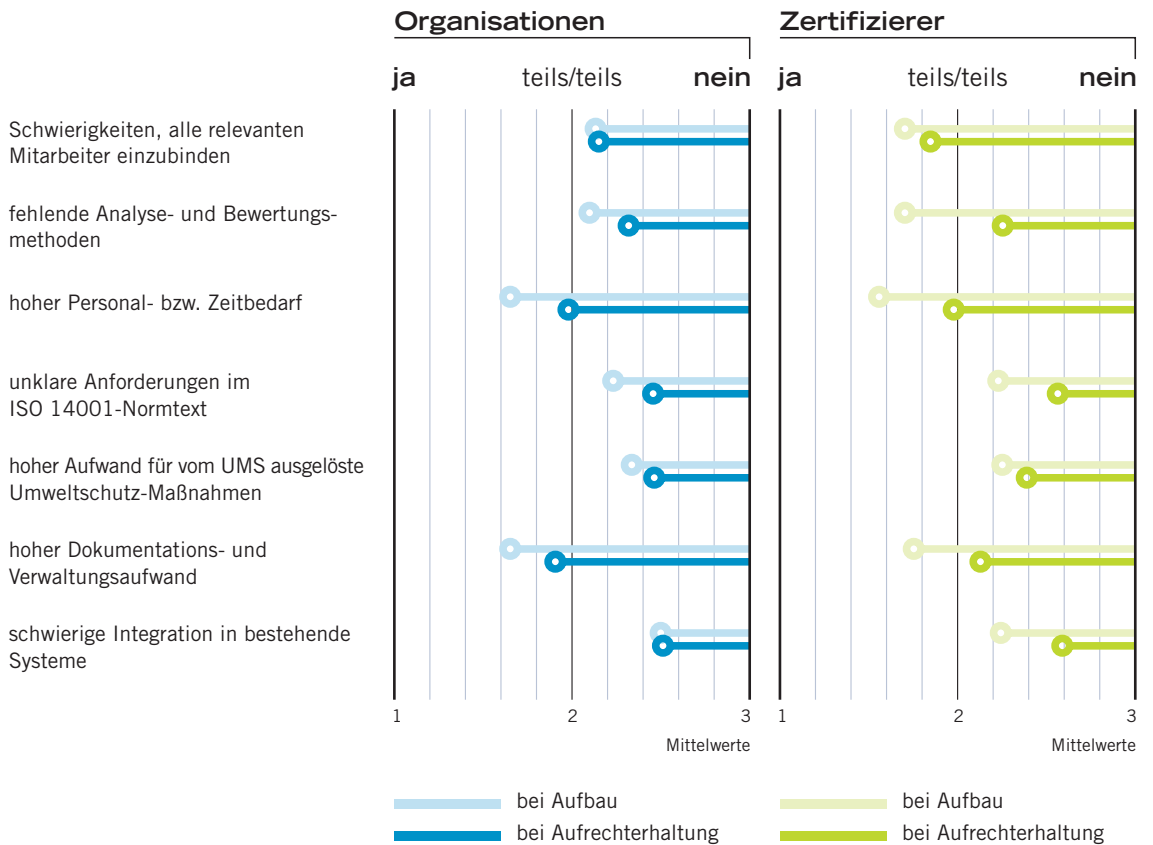 Organisationen
Zertifizierer
ja teils/teils nein
ja teils/teils nein
Schwierigkeiten, alle relevanten
Mitarbeiter einzubinden
fehlende Analyse- und Bewertungs-
methoden
hoher Personal- bzw. Zeitbedarf
unklare Anforderungen im
ISO 14001-Normtext
hoher Aufwand für vom UMS ausgelöste
Umweltschutz-Maßnahmen
hoher Dokumentations- und
Verwaltungsaufwand
schwierige Integration in bestehende
Systeme
1 2 3
Mittelwerte
1 2 3
Mittelwerte
bei Aufbau
bei Aufrechterhaltung
bei Aufbau
bei Aufrechterhaltung